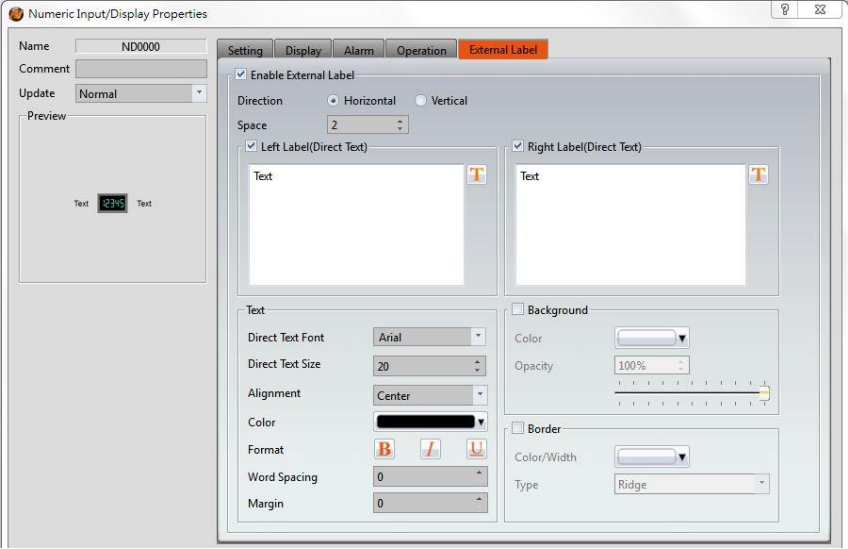 Numeric Input/Display Properties
Name ND0000
Comment
Update Normal
Preview
Text 12345 Text
Setting Display Alarm Operation External Label
Enable External Label
Direction Horizontal Vertical
Space 2
Left Label(Direct Text) Right Label(Direct Text)
Text T Text T
Text Background
Direct Text Font Arial Color
Direct Text Size 20 Opacity 100%
Alignment Center
Color Border
Format B I U Color/Width
Word Spacing 0 Type Ridge
Margin 0